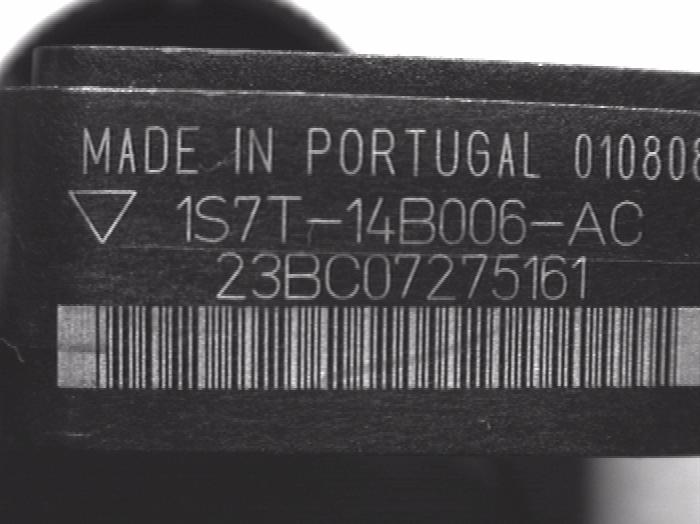 MADE IN PORTUGAL 010808
1S7T-14B006-AC
23BC07275161